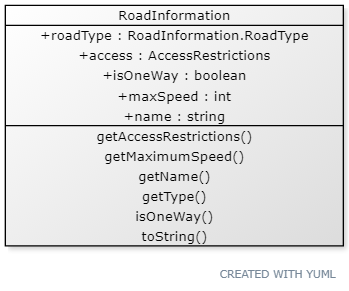 RoadInformation
+roadType : RoadInformation.RoadType
+access : AccessRestrictions
+isOneWay : boolean
+maxSpeed : int
+name : string
getAccessRestrictions()
getMaximumSpeed()
getName()
getType()
isOneWay()
toString()
CREATED WITH YUML